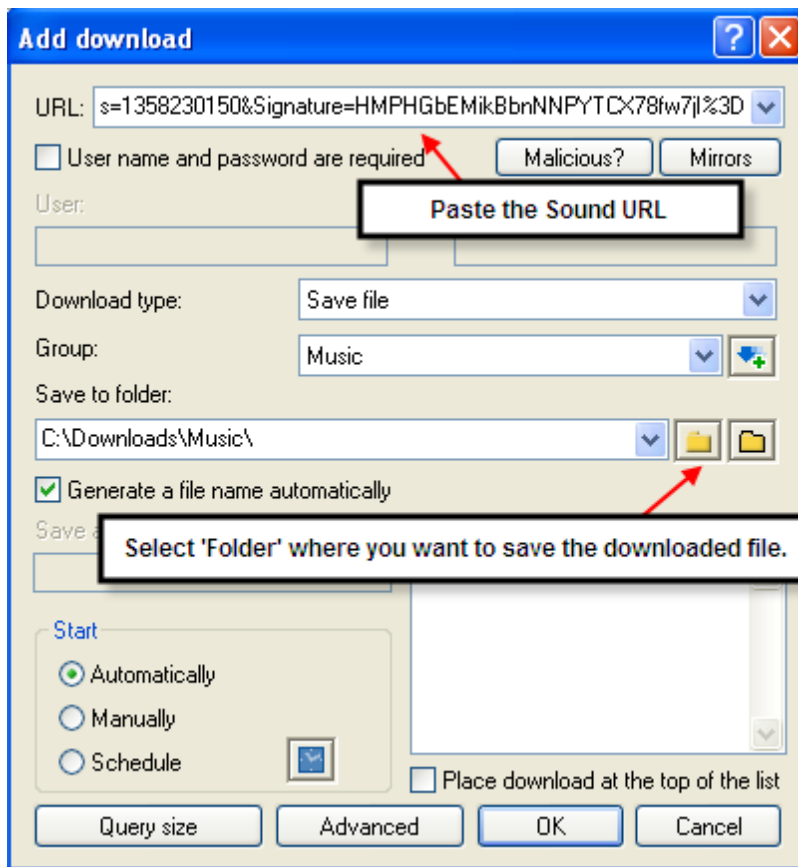 Add download
URL: s=1358230150&Signature=HMPHGbEMikBbnNNPYTCX78fw7jI%3D
User name and password are required Malicious? Mirrors
Paste the Sound URL
User:
Download type: Save file
Group: Music
Save to folder:
C:\Downloads\Music\
Generate a file name automatically
Save
Select 'Folder' where you want to save the downloaded file.
Start
Automatically
Manually
Schedule
Place download at the top of the list
Query size Advanced OK Cancel